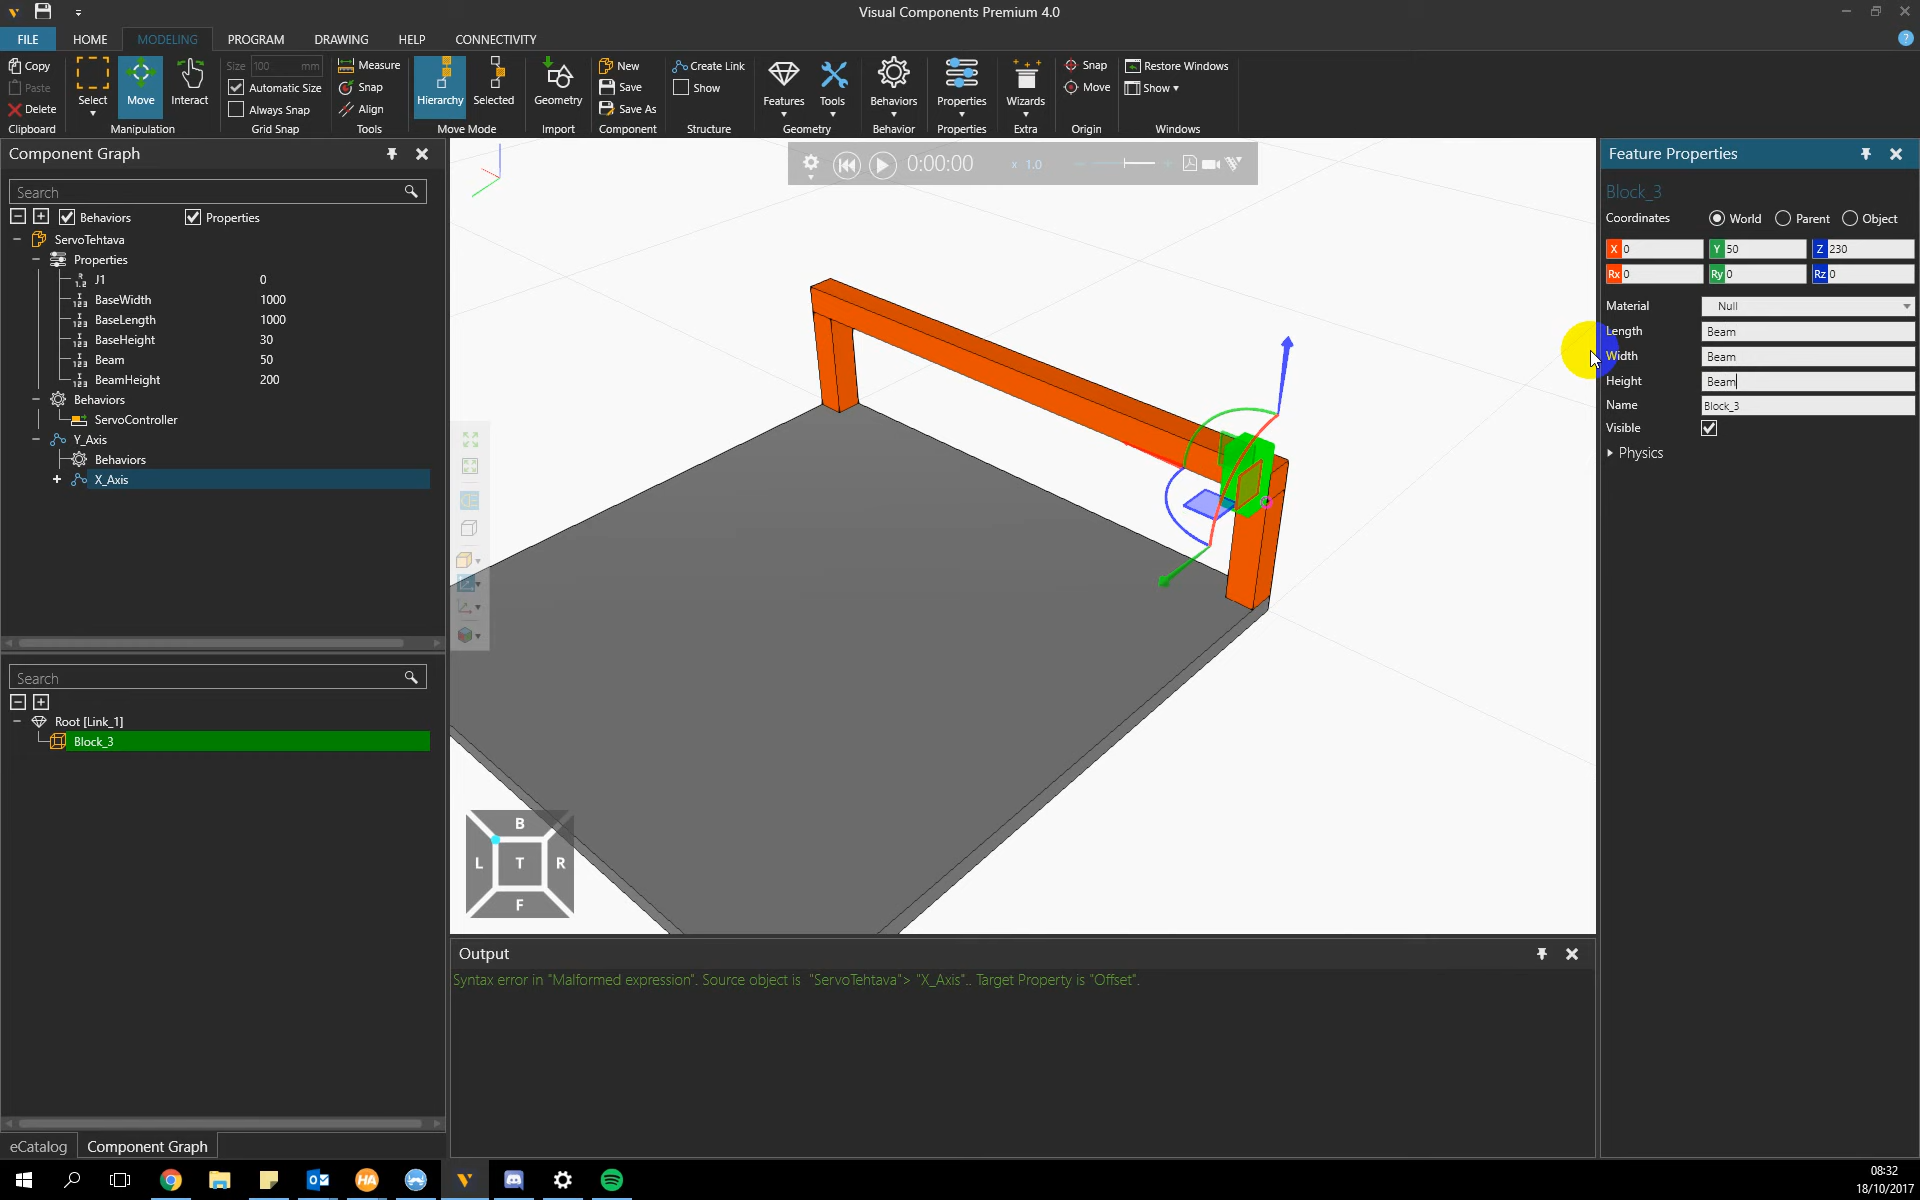 Visual Components Premium 4.0
FILE HOME MODELING PROGRAM DRAWING HELP CONNECTIVITY
Copy
Paste
Delete
Clipboard
Select
Move
Interact
Manipulation
Size 100 mm
Automatic Size
Always Snap
Grid Snap
Measure
Snap
Align
Tools
Hierarchy
Selected
Move Mode
Geometry
Import
New
Save
Save As
Component
Create Link
Show
Structure
Features
Tools
Geometry
Behaviors
Behavior
Properties
Properties
Wizards
Extra
Snap
Move
Origin
Restore Windows
Show
Windows
Component Graph
Search
Behaviors Properties
ServoTehtava
Properties
J1 0
BaseWidth 1000
BaseLength 1000
BaseHeight 30
Beam 50
BeamHeight 200
Behaviors
ServoController
Y_Axis
Behaviors
X_Axis
Search
Root [Link_1]
Block_3
eCatalog Component Graph
0:00:00 x 1.0
B
L T R
F
Output
Syntax error in "Malformed expression". Source object is "ServoTehtava"> "X_Axis".. Target Property is "Offset".
Feature Properties
Block_3
Coordinates World Parent Object
X 0 Y 50 Z 230
Rx 0 Ry 0 Rz 0
Material Null
Length Beam
Width Beam
Height Beam
Name Block_3
Visible
Physics
08:32
18/10/2017